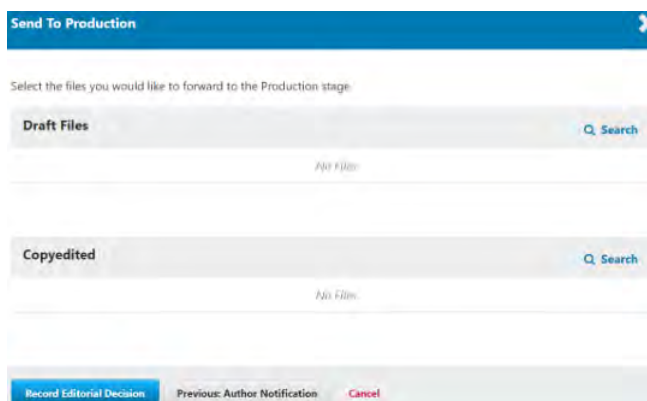 Send To Production
Select the files you would like to forward to the Production stage.
Draft Files
Search
No Files
Copyedited
Search
No Files
Record Editorial Decision Previous: Author Notification Cancel